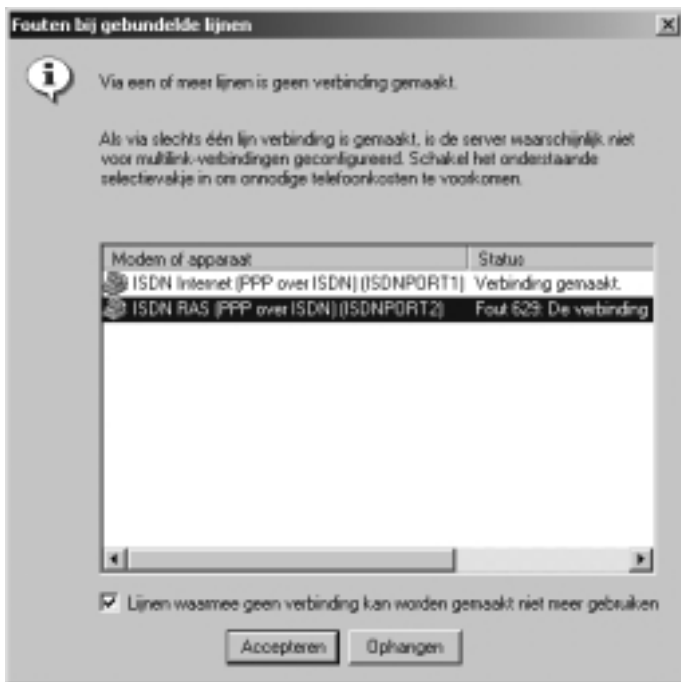 Fouten bij gebundelde lijnen
Via een of meer lijnen is geen verbinding gemaakt.
Als via slechts één lijn verbinding is gemaakt, is de server waarschijnlijk niet
voor multilink-verbindingen geconfigureerd. Schakel het onderstaande
selectievakje in om onnodige telefoonkosten te voorkomen.
Modem of apparaat Status
ISDN Internet (PPP over ISDN) (ISDNPORT1) Verbinding gemaakt.
ISDN RAS (PPP over ISDN) (ISDNPORT2) Fout 629: De verbinding
Lijnen waarmee geen verbinding kan worden gemaakt niet meer gebruiken
Accepteren Ophangen